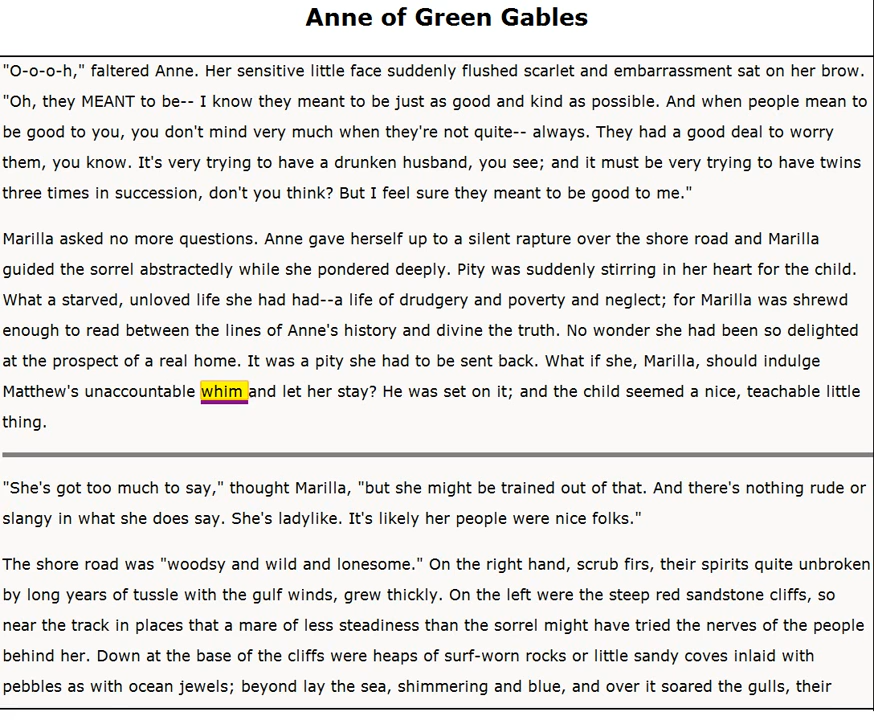 Anne of Green Gables
"O-o-o-h," faltered Anne. Her sensitive little face suddenly flushed scarlet and embarrassment sat on her brow.
"Oh, they MEANT to be-- I know they meant to be just as good and kind as possible. And when people mean to
be good to you, you don't mind very much when they're not quite-- always. They had a good deal to worry
them, you know. It's very trying to have a drunken husband, you see; and it must be very trying to have twins
three times in succession, don't you think? But I feel sure they meant to be good to me."
Marilla asked no more questions. Anne gave herself up to a silent rapture over the shore road and Marilla
guided the sorrel abstractedly while she pondered deeply. Pity was suddenly stirring in her heart for the child.
What a starved, unloved life she had had--a life of drudgery and poverty and neglect; for Marilla was shrewd
enough to read between the lines of Anne's history and divine the truth. No wonder she had been so delighted
at the prospect of a real home. It was a pity she had to be sent back. What if she, Marilla, should indulge
Matthew's unaccountable whim and let her stay? He was set on it; and the child seemed a nice, teachable little
thing.
"She's got too much to say," thought Marilla, "but she might be trained out of that. And there's nothing rude or
slangy in what she does say. She's ladylike. It's likely her people were nice folks."
The shore road was "woodsy and wild and lonesome." On the right hand, scrub firs, their spirits quite unbroken
by long years of tussle with the gulf winds, grew thickly. On the left were the steep red sandstone cliffs, so
near the track in places that a mare of less steadiness than the sorrel might have tried the nerves of the people
behind her. Down at the base of the cliffs were heaps of surf-worn rocks or little sandy coves inlaid with
pebbles as with ocean jewels; beyond lay the sea, shimmering and blue, and over it soared the gulls, their